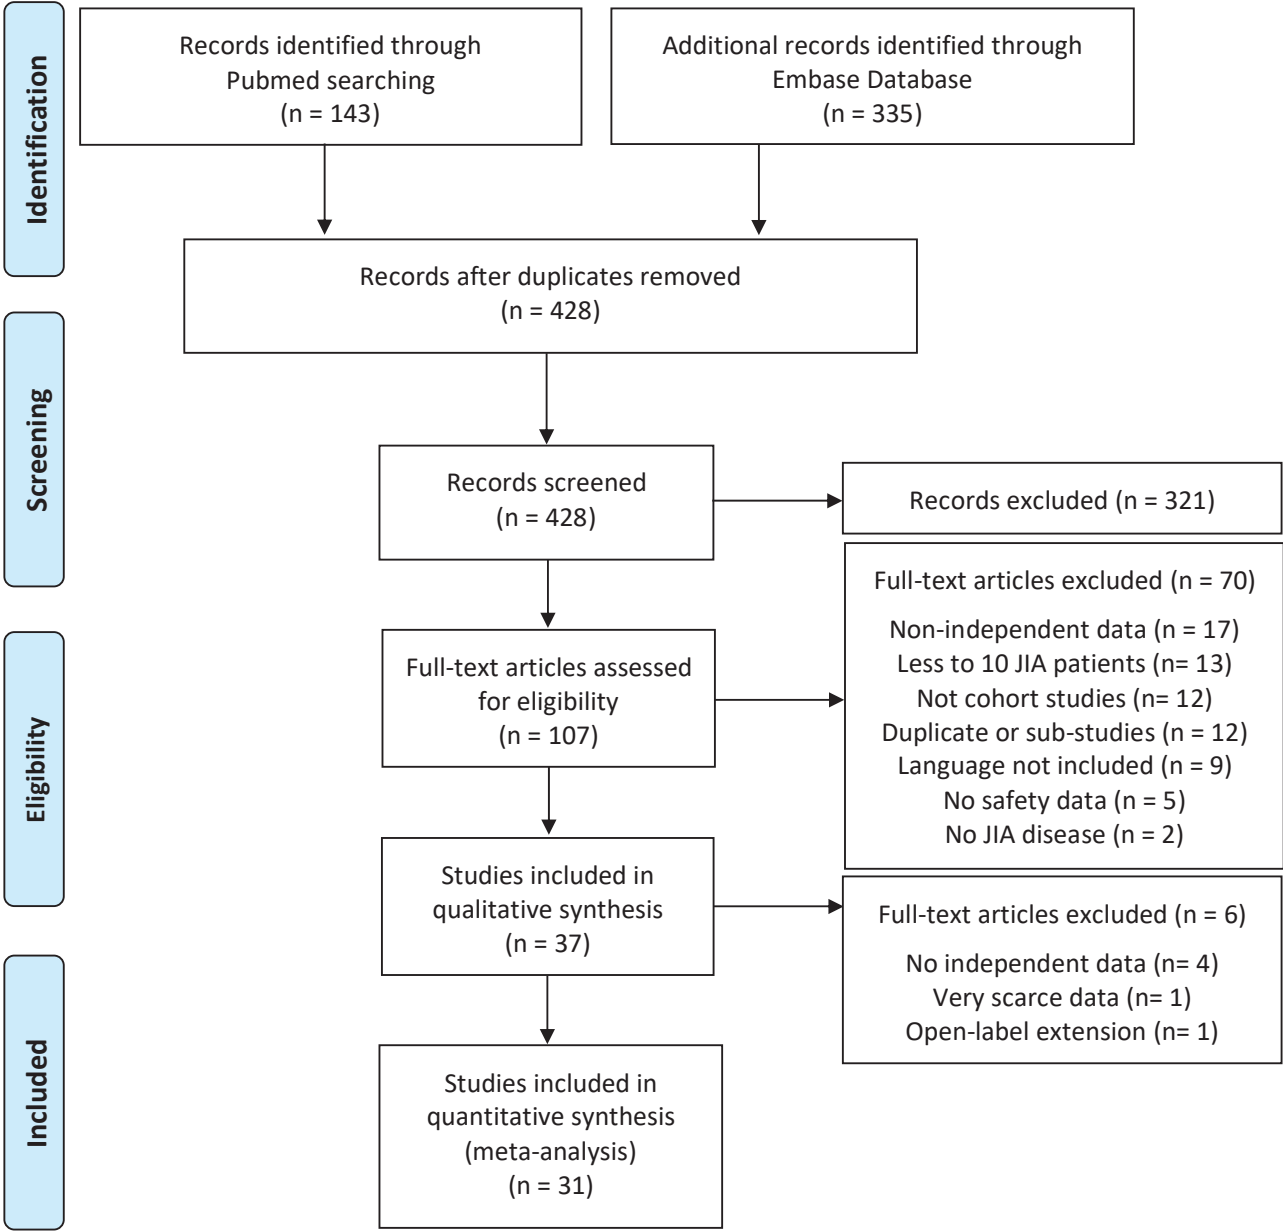 Identification
Records identified through
Pubmed searching
(n = 143)
Additional records identified through
Embase Database
(n = 335)
Records after duplicates removed
(n = 428)
Screening
Records screened
(n = 428)
Records excluded (n = 321)
Eligibility
Full-text articles assessed
for eligibility
(n = 107)
Full-text articles excluded (n = 70)
Non-independent data (n = 17)
Less to 10 JIA patients (n= 13)
Not cohort studies (n= 12)
Duplicate or sub-studies (n = 12)
Language not included (n = 9)
No safety data (n = 5)
No JIA disease (n = 2)
Studies included in
qualitative synthesis
(n = 37)
Full-text articles excluded (n = 6)
No independent data (n= 4)
Very scarce data (n= 1)
Open-label extension (n= 1)
Included
Studies included in
quantitative synthesis
(meta-analysis)
(n = 31)